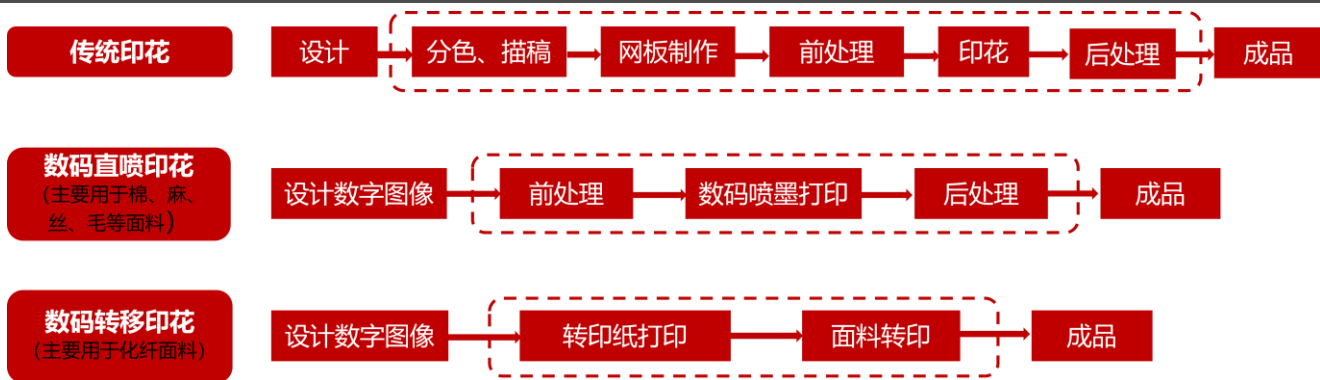 传统印花
设计
分色、描稿
网板制作
前处理
印花
后处理
成品
数码直喷印花
(主要用于棉、麻、
丝、毛等面料)
设计数字图像
前处理
数码喷墨打印
后处理
成品
数码转移印花
(主要用于化纤面料)
设计数字图像
转印纸打印
面料转印
成品